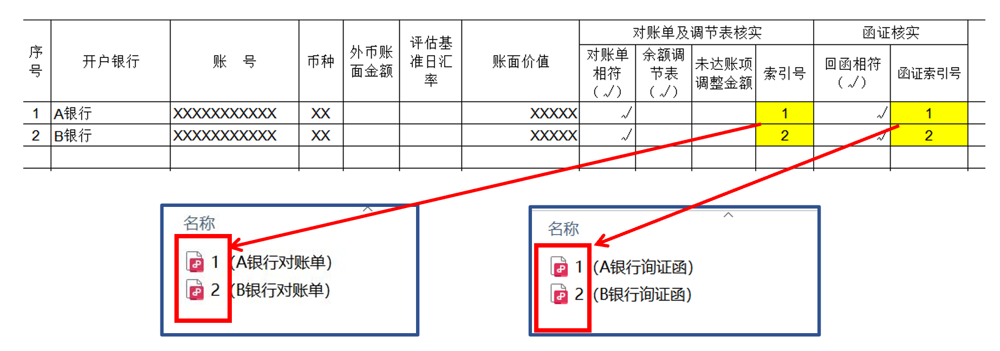 序号 开户银行 账 号 币种 外币账面金额 评估基准日汇率 账面价值 对账单及调节表核实 函证核实
对账单相符（√） 余额调节表（√） 未达账项调整金额 索引号 回函相符（√） 函证索引号
1 A银行 XXXXXXXXXXX XX XXXXX √ 1 √ 1
2 B银行 XXXXXXXXXXX XX XXXXX √ 2 √ 2
名称
1 (A银行对账单)
2 (B银行对账单)
名称
1 (A银行询证函)
2 (B银行询证函)